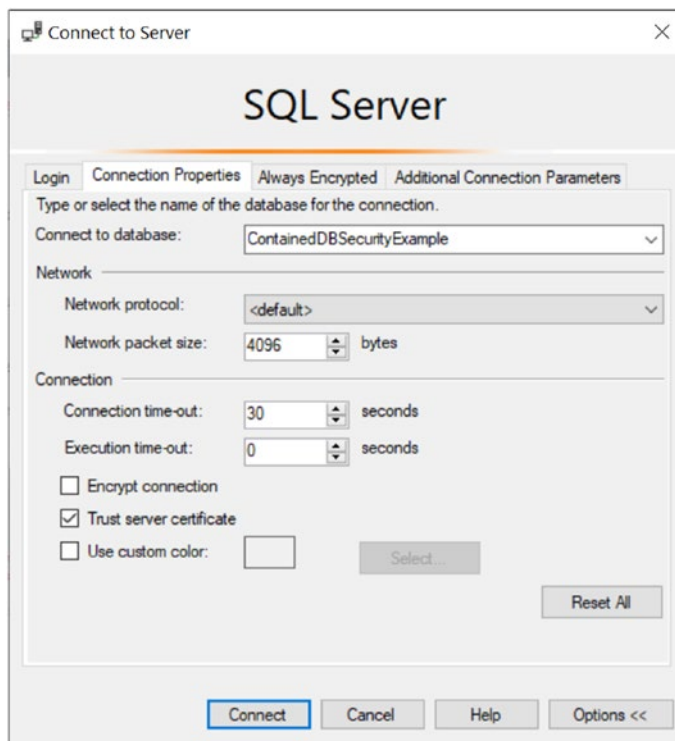 Connect to Server
SQL Server
Login Connection Properties Always Encrypted Additional Connection Parameters
Type or select the name of the database for the connection.
Connect to database: ContainedDBSecurityExample
Network
Network protocol: <default>
Network packet size: 4096 bytes
Connection
Connection time-out: 30 seconds
Execution time-out: 0 seconds
Encrypt connection
Trust server certificate
Use custom color: Select...
Reset All
Connect Cancel Help Options <<